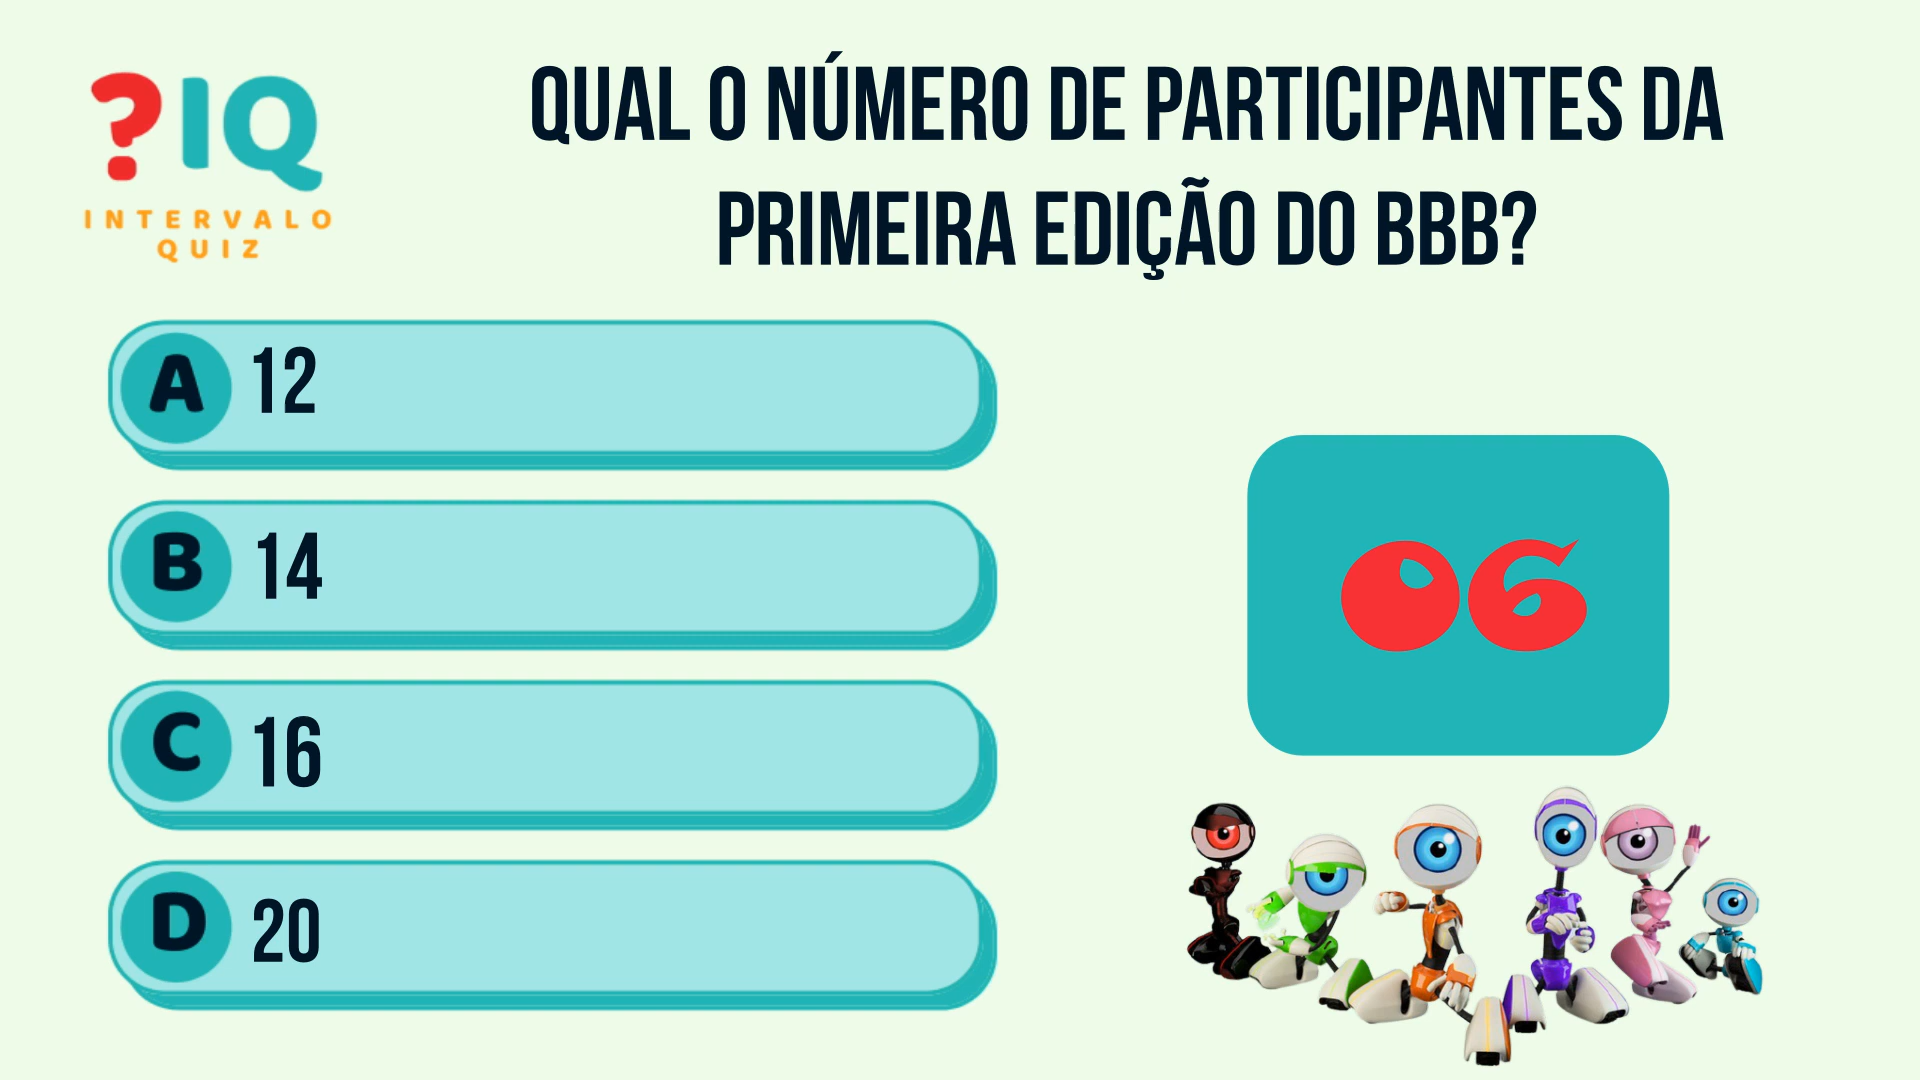 ?IQ
INTERVALO
QUIZ
QUAL O NÚMERO DE PARTICIPANTES DA
PRIMEIRA EDIÇÃO DO BBB?
A 12
B 14
C 16
D 20
06